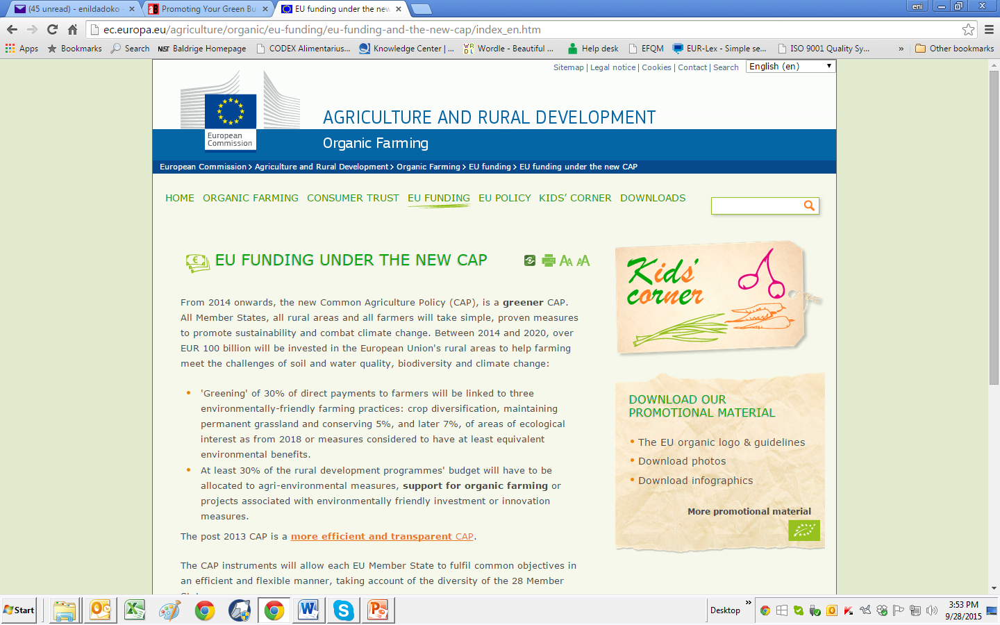 (45 unread) - enildadoko
Promoting Your Green Bu
EU funding under the new
eni
ec.europa.eu/agriculture/organic/eu-funding/eu-funding-and-the-new-cap/index_en.htm
Apps
Bookmarks
Search
NIST Baldrige Homepage
CODEX Alimentarius...
Knowledge Center | ...
Wordle - Beautiful ...
Help desk
EFQM
EUR-Lex - Simple se...
ISO 9001 Quality Sy...
»
Other bookmarks
Sitemap | Legal notice | Cookies | Contact | Search
English (en)
AGRICULTURE AND RURAL DEVELOPMENT
European
Commission
Organic Farming
European Commission > Agriculture and Rural Development > Organic Farming > EU funding > EU funding under the new CAP
HOME ORGANIC FARMING CONSUMER TRUST EU FUNDING EU POLICY KIDS’ CORNER DOWNLOADS
EU FUNDING UNDER THE NEW CAP
AA AA
From 2014 onwards, the new Common Agriculture Policy (CAP), is a greener CAP.
All Member States, all rural areas and all farmers will take simple, proven measures
to promote sustainability and combat climate change. Between 2014 and 2020, over
EUR 100 billion will be invested in the European Union's rural areas to help farming
meet the challenges of soil and water quality, biodiversity and climate change:
• 'Greening' of 30% of direct payments to farmers will be linked to three
environmentally-friendly farming practices: crop diversification, maintaining
permanent grassland and conserving 5%, and later 7%, of areas of ecological
interest as from 2018 or measures considered to have at least equivalent
environmental benefits.
• At least 30% of the rural development programmes' budget will have to be
allocated to agri-environmental measures, support for organic farming or
projects associated with environmentally friendly investment or innovation
measures.
The post 2013 CAP is a more efficient and transparent CAP.
The CAP instruments will allow each EU Member State to fulfil common objectives in
an efficient and flexible manner, taking account of the diversity of the 28 Member
Kids'
corner
DOWNLOAD OUR
PROMOTIONAL MATERIAL
• The EU organic logo & guidelines
• Download photos
• Download infographics
More promotional material
Start
Desktop
»
3:53 PM
9/28/2015